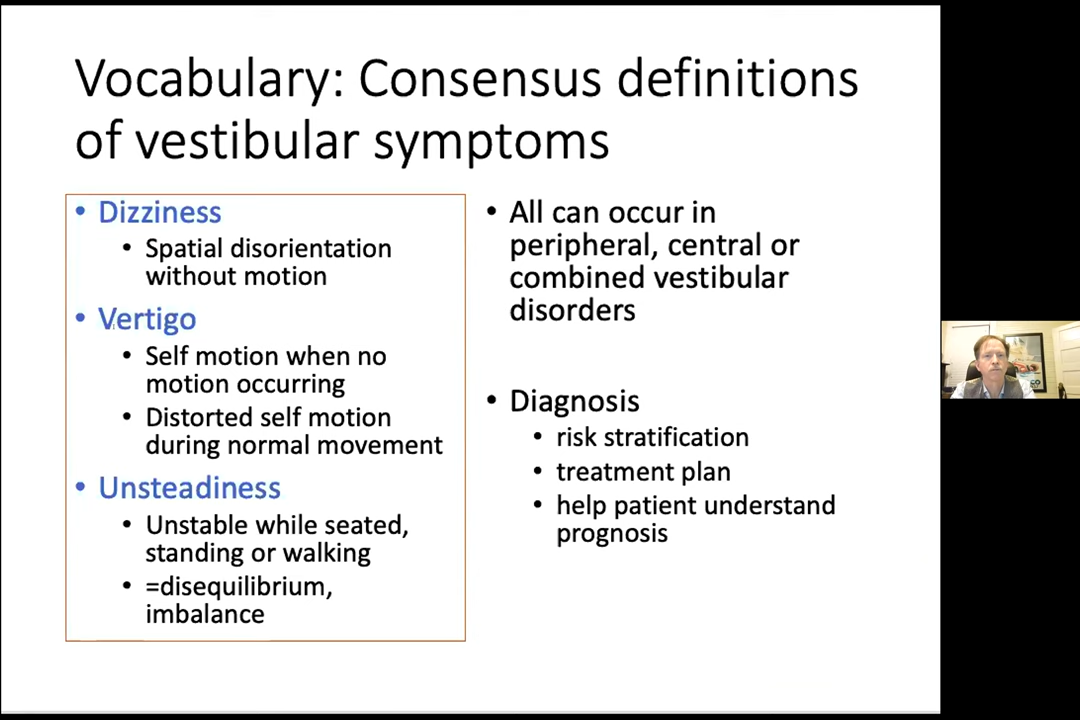 Vocabulary: Consensus definitions
of vestibular symptoms
• Dizziness
• Spatial disorientation
without motion
• Vertigo
• Self motion when no
motion occurring
• Distorted self motion
during normal movement
• Unsteadiness
• Unstable while seated,
standing or walking
• =disequilibrium,
imbalance
• All can occur in
peripheral, central or
combined vestibular
disorders
• Diagnosis
• risk stratification
• treatment plan
• help patient understand
prognosis